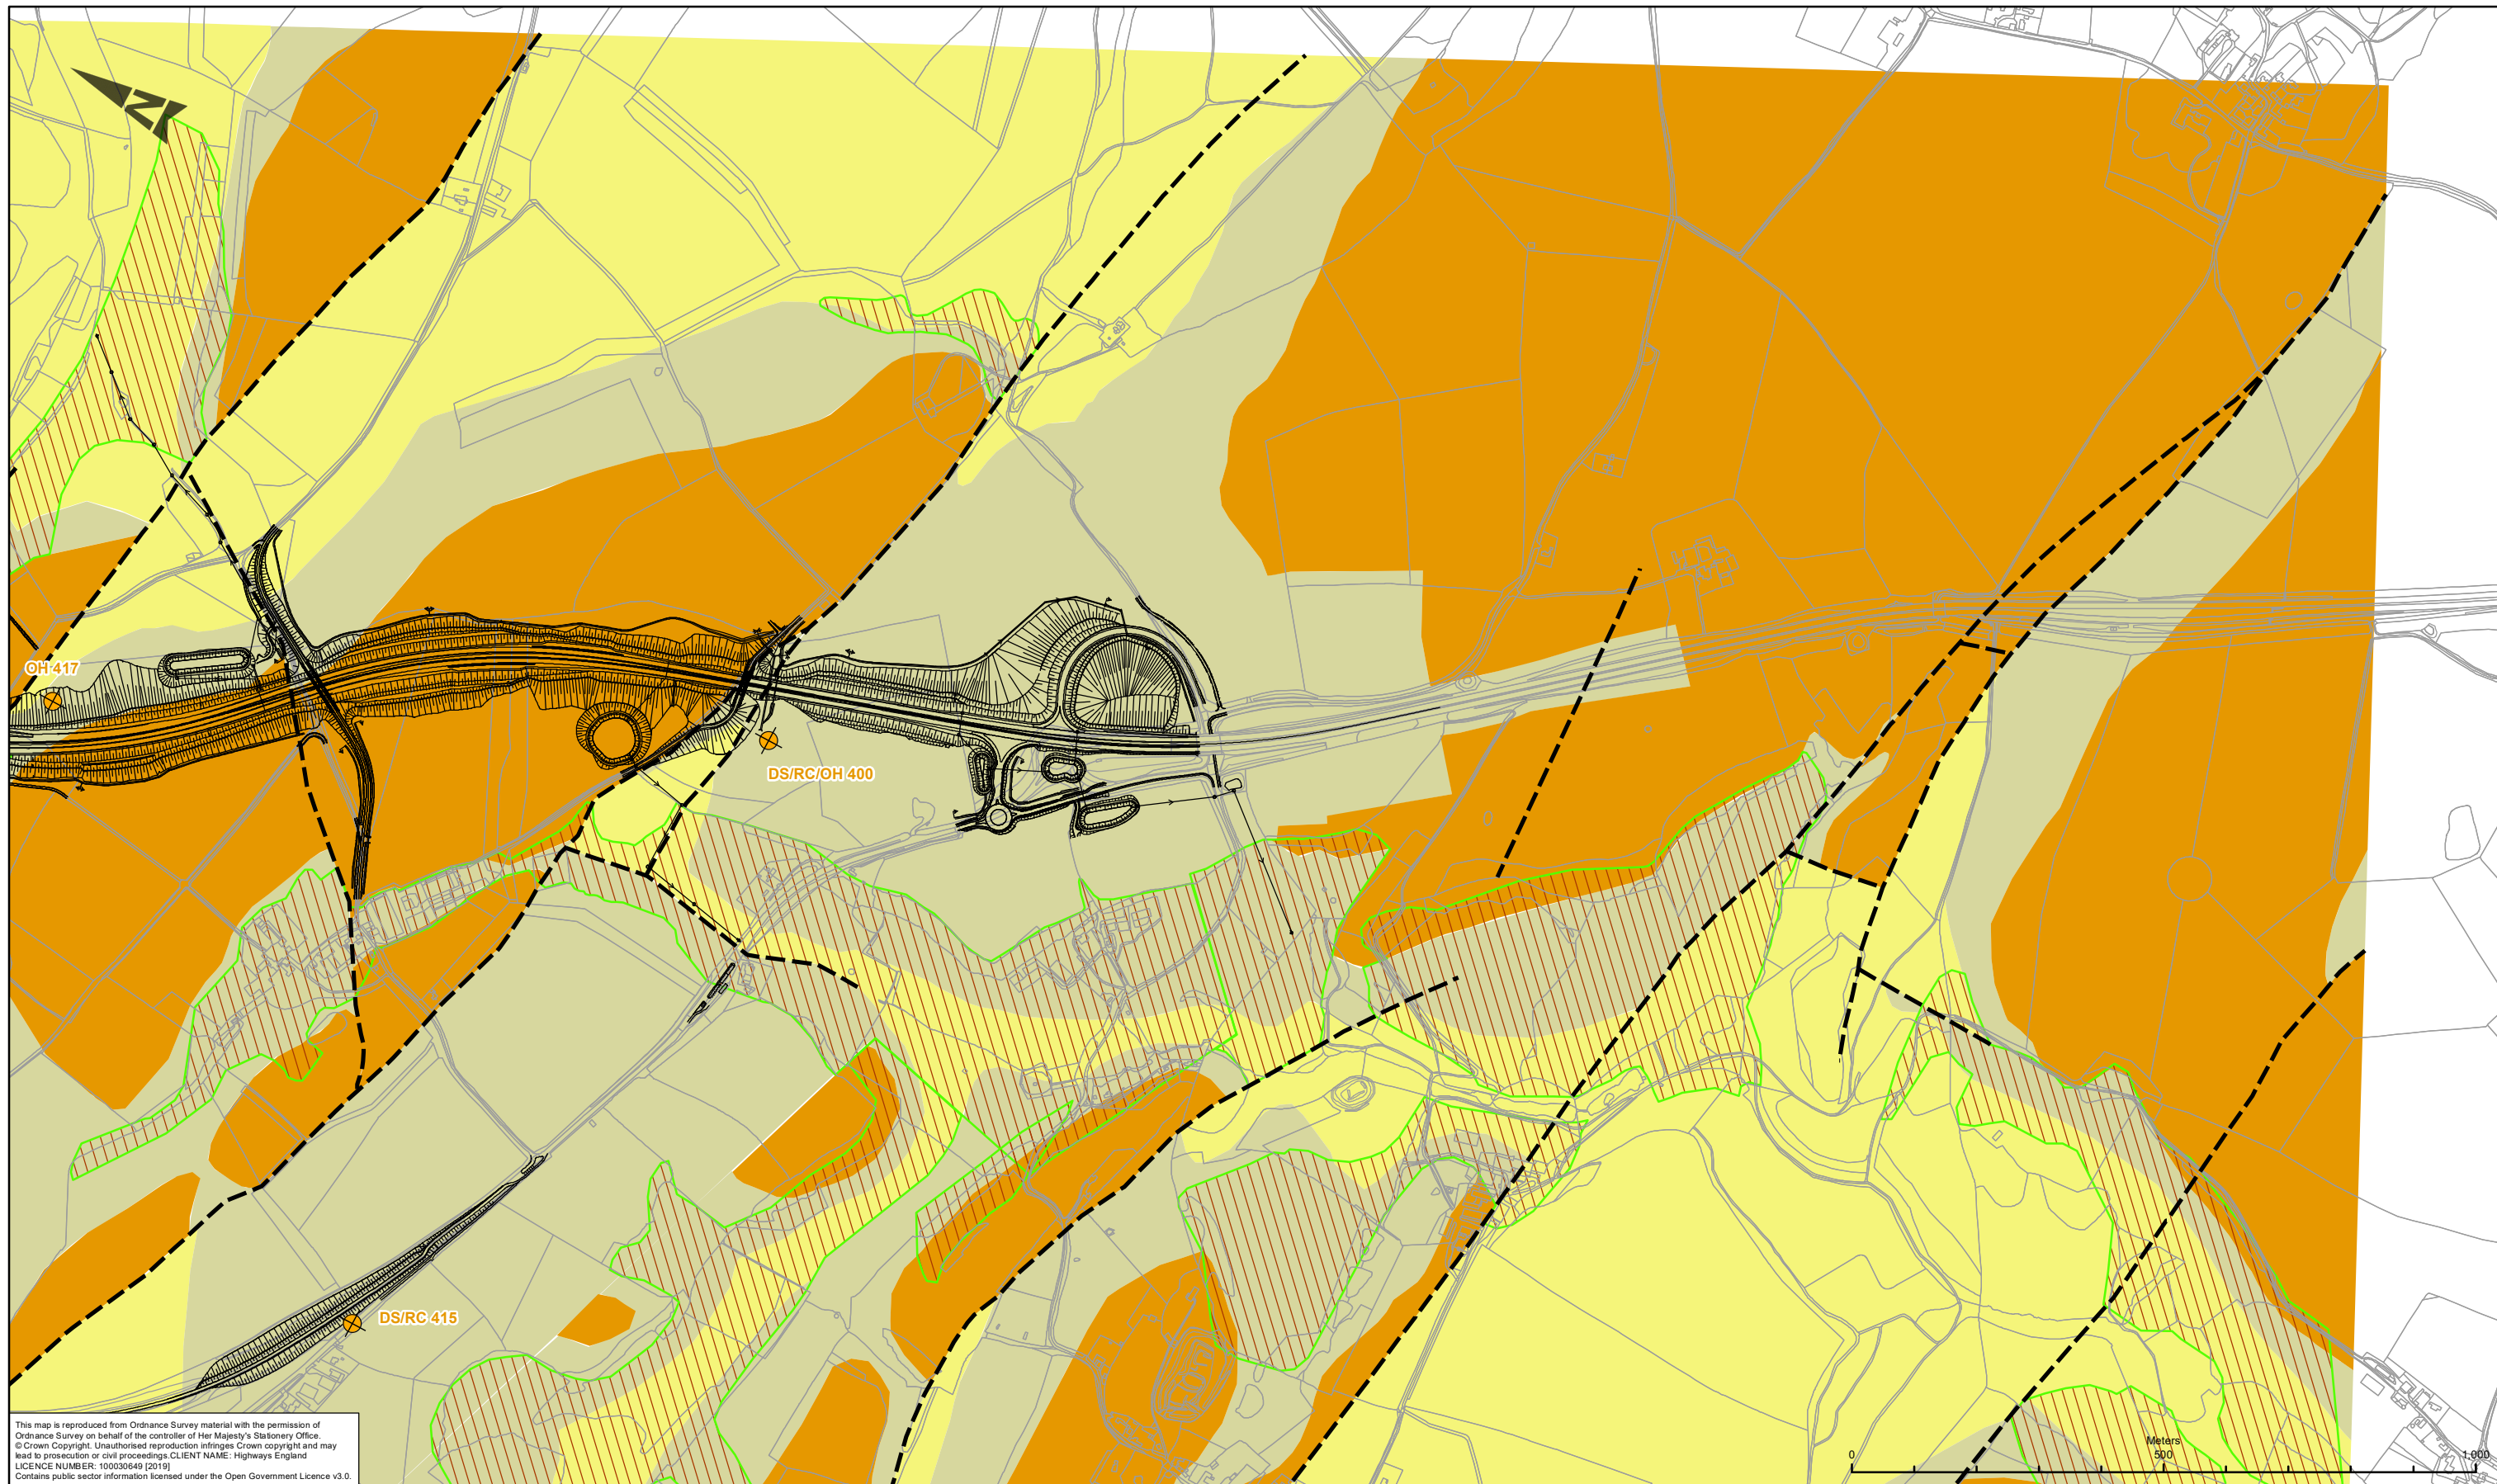 N
OH 417
DS/RC/OH 400
DS/RC 415
This map is reproduced from Ordnance Survey material with the permission of
Ordnance Survey on behalf of the controller of Her Majesty's Stationery Office.
© Crown Copyright. Unauthorised reproduction infringes Crown copyright and may
lead to prosecution or civil proceedings.CLIENT NAME: Highways England
LICENCE NUMBER: 100030649 [2019]
Contains public sector information licensed under the Open Government Licence v3.0.
Meters
0 500 1,000